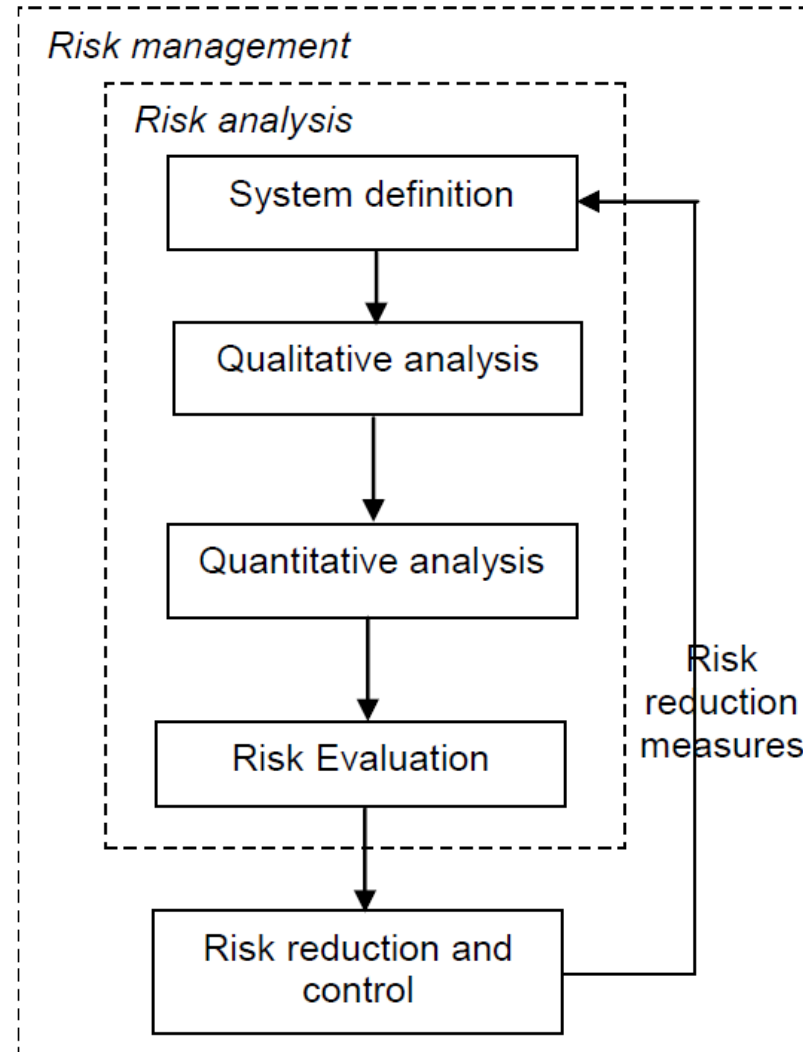 Risk management
Risk analysis
System definition
Qualitative analysis
Quantitative analysis
Risk
reduction
measures
Risk Evaluation
Risk reduction and
control